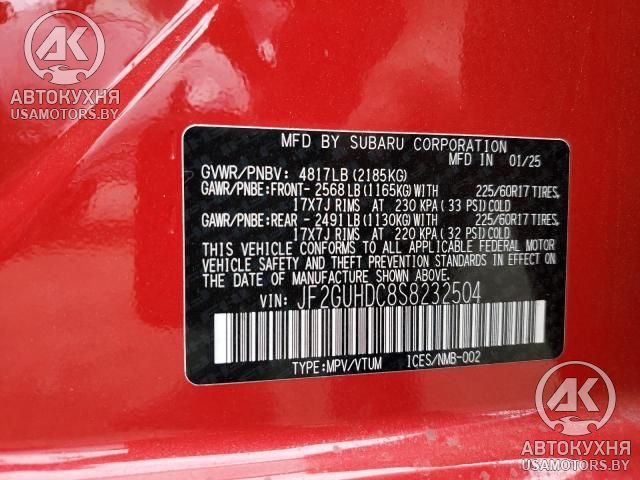 AK
АВТОКУХНЯ
USAMOTORS.BY
MFD BY SUBARU CORPORATION
MFD IN 01/25
GVWR/PNBV: 4817LB(2185KG)
GAWR/PNBE:FRONT- 2568LB(1165KG)WITH 225/60R17 TIRES,
17X7J RIMS AT 230 KPA(33 PSI)COLD
GAWR/PNBE:REAR - 2491LB(1130KG)WITH 225/60R17 TIRES,
17X7J RIMS AT 220 KPA(32 PSI)COLD
THIS VEHICLE CONFORMS TO ALL APPLICABLE FEDERAL MOTOR
VEHICLE SAFETY AND THEFT PREVENTION STANDARDS IN EFFECT
ON THE DATE OF MANUFACTURE SHOWN ABOVE.
VIN: JF2GUHDC8S8232504
TYPE:MPV/VTUM ICES/NMB-002
AK
АВТОКУХНЯ
USAMOTORS.BY